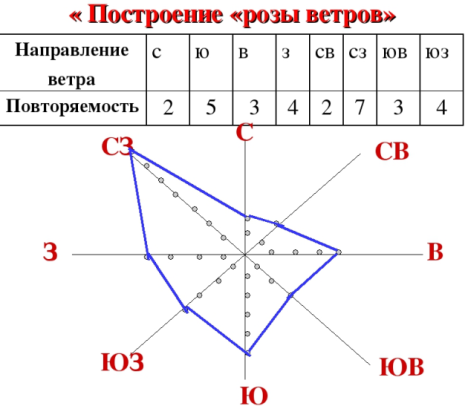 « Построение «розы ветров»
Направление ветра с ю в з св сз юв юз
Повторяемость 2 5 3 4 2 7 3 4
С
СЗ
СВ
З
В
ЮЗ
ЮВ
Ю